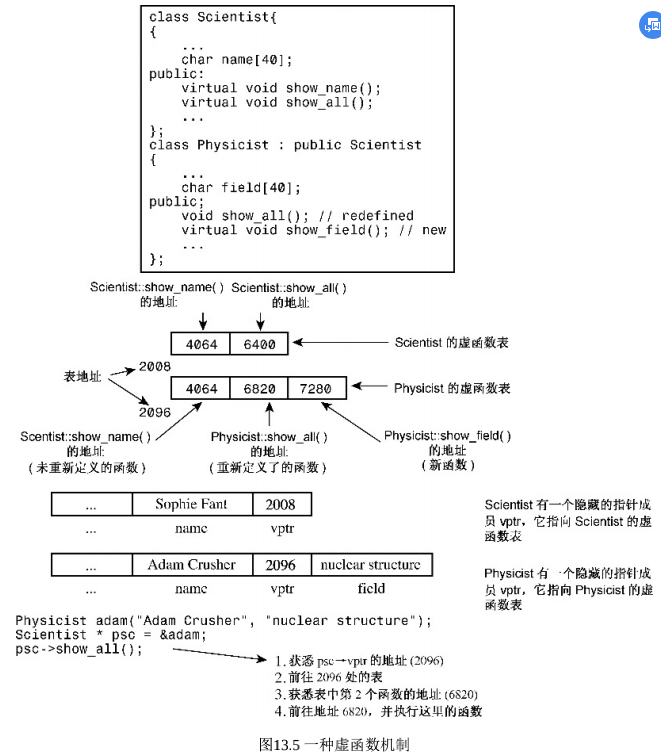 class Scientist{
{
...
char name[40];
public:
virtual void show_name();
virtual void show_all();
...
};
class Physicist : public Scientist
{
...
char field[40];
public;
void show_all(); // redefined
virtual void show_field(); // new
...
};
Scientist::show_name( ) Scientist::show_all( )
的地址 的地址
4064 6400
Scientist 的虚函数表
2008
表地址
4064 6820 7280
Physicist 的虚函数表
2096
Scentist::show_name( ) Physicist::show_all( ) Physicist::show_field( )
的地址 的地址 的地址
( 未重新定义的函数 ) ( 重新定义了的函数 ) ( 新函数 )
... Sophie Fant 2008
... name vptr
Scientist 有一个隐藏的指针成
员 vptr，它指向 Scientist 的虚
函数表
... Adam Crusher 2096 nuclear structure
... name vptr field
Physicist 有一个隐藏的指针成
员 vptr，它指向 Physicist 的虚
函数表
Physicist adam("Adam Crusher", "nuclear structure");
Scientist * psc = &adam;
psc->show_all();
1. 获悉 psc→vptr 的地址 (2096)
2. 前往 2096 处的表
3. 获悉表中第 2 个函数的地址 (6820)
4. 前往地址 6820，并执行这里的函数
图13.5 一种虚函数机制